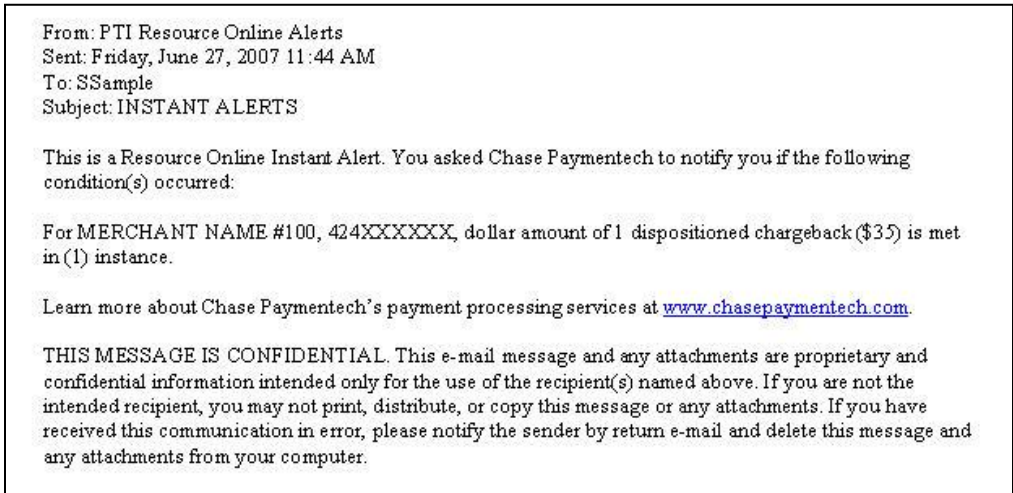 From: PTI Resource Online Alerts
Sent: Friday, June 27, 2007 11:44 AM
To: SSample
Subject: INSTANT ALERTS
This is a Resource Online Instant Alert. You asked Chase Paymentech to notify you if the following
condition(s) occurred:
For MERCHANT NAME #100, 424XXXXXX, dollar amount of 1 dispositioned chargeback ($35) is met
in (1) instance.
Learn more about Chase Paymentech's payment processing services at www.chasepaymentech.com.
THIS MESSAGE IS CONFIDENTIAL. This e-mail message and any attachments are proprietary and
confidential information intended only for the use of the recipient(s) named above. If you are not the
intended recipient, you may not print, distribute, or copy this message or any attachments. If you have
received this communication in error, please notify the sender by return e-mail and delete this message and
any attachments from your computer.